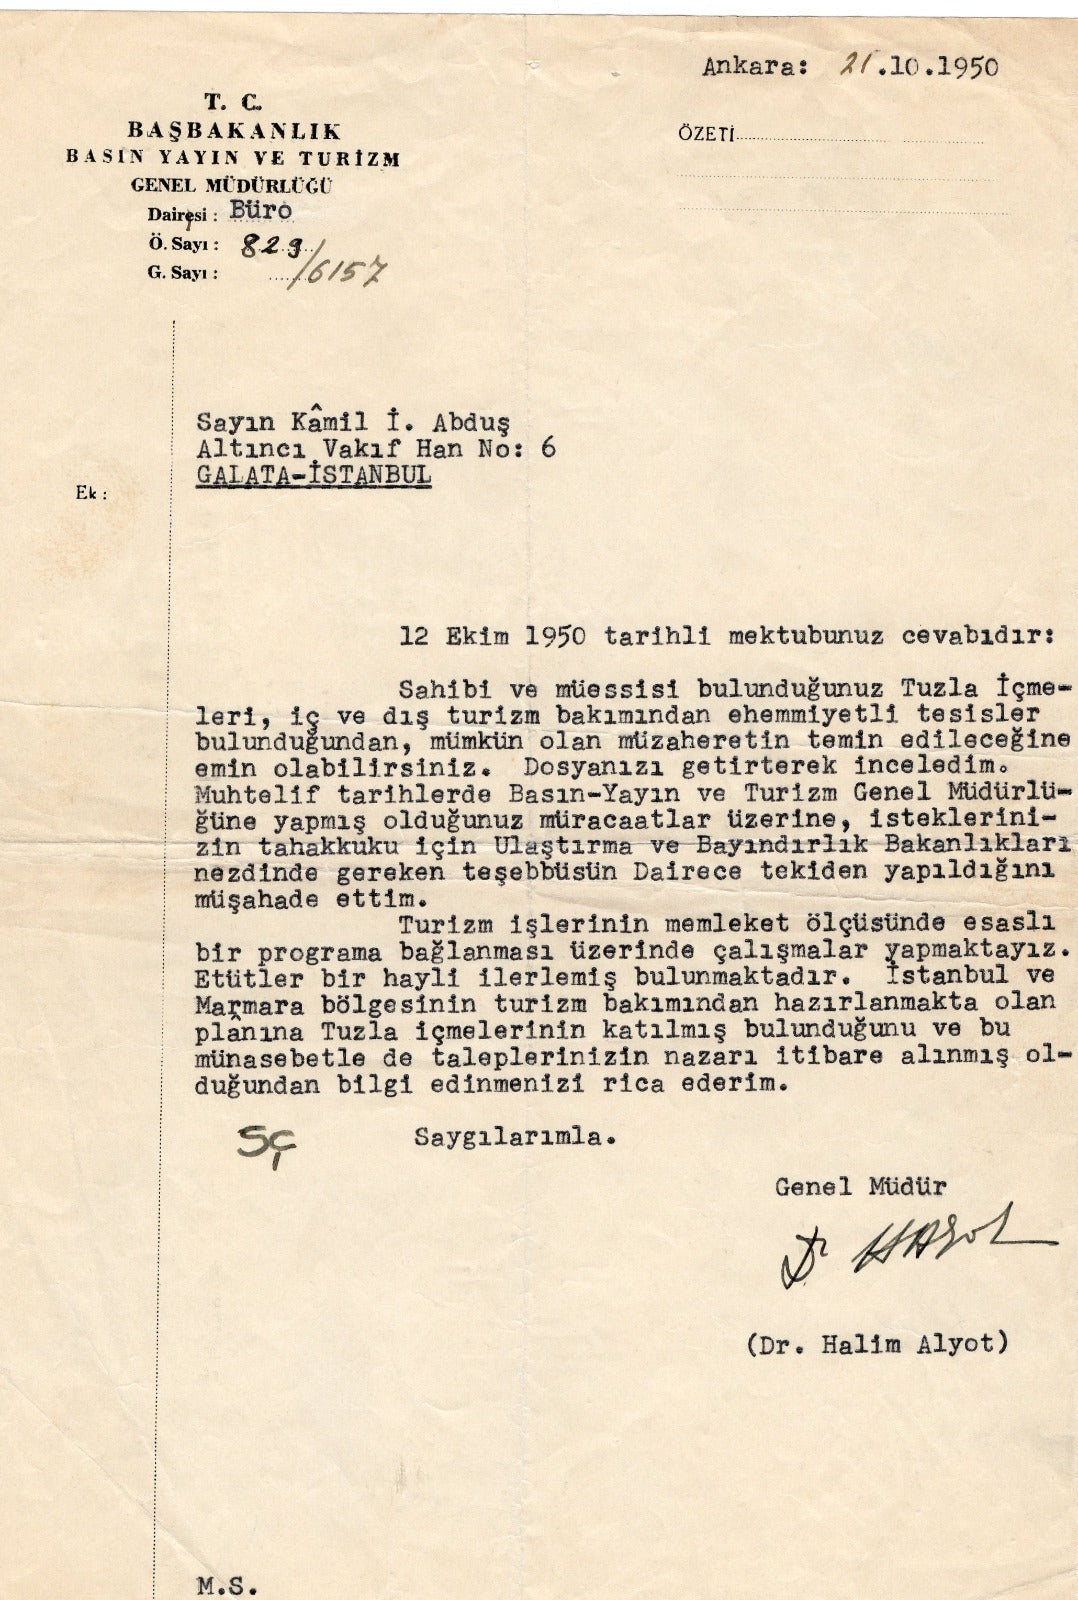 Ankara: 21.10.1950
T. C.
BAŞBAKANLIK
BASIN YAYIN VE TURİZM
GENEL MÜDÜRLÜĞÜ
Dairesi : Büro
Ö. Sayı : 829
G. Sayı : /6157
ÖZETİ
Sayın Kâmil İ. Abduş
Altıncı Vakıf Han No: 6
GALATA-İSTANBUL
Ek :
12 Ekim 1950 tarihli mektubunuz cevabıdır:
Sahibi ve müessisi bulunduğunuz Tuzla İçme-
leri, iç ve dış turizm bakımından ehemmiyetli tesisler
bulunduğundan, mümkün olan müzaheretin temin edileceğine
emin olabilirsiniz. Dosyanızı getirterek inceledim.
Muhtelif tarihlerde Basın-Yayın ve Turizm Genel Müdürlü-
ğüne yapmış olduğunuz müracaatlar üzerine, isteklerini-
zin tahakkuku için Ulaştırma ve Bayındırlık Bakanlıkları
nezdinde gereken teşebbüsün Dairece tekiden yapıldığını
müşahade ettim.
Turizm işlerinin memleket ölçüsünde esaslı
bir programa bağlanması üzerinde çalışmalar yapmaktayız.
Etütler bir hayli ilerlemiş bulunmaktadır. İstanbul ve
Marmara bölgesinin turizm bakımından hazırlanmakta olan
plânına Tuzla içmelerinin katılmış bulunduğunu ve bu
münasebetle de taleplerinizin nazarı itibare alınmış ol-
duğundan bilgi edinmenizi rica ederim.
SÇ
Saygılarımla.
Genel Müdür
Dr HAlyot
(Dr. Halim Alyot)
M.S.